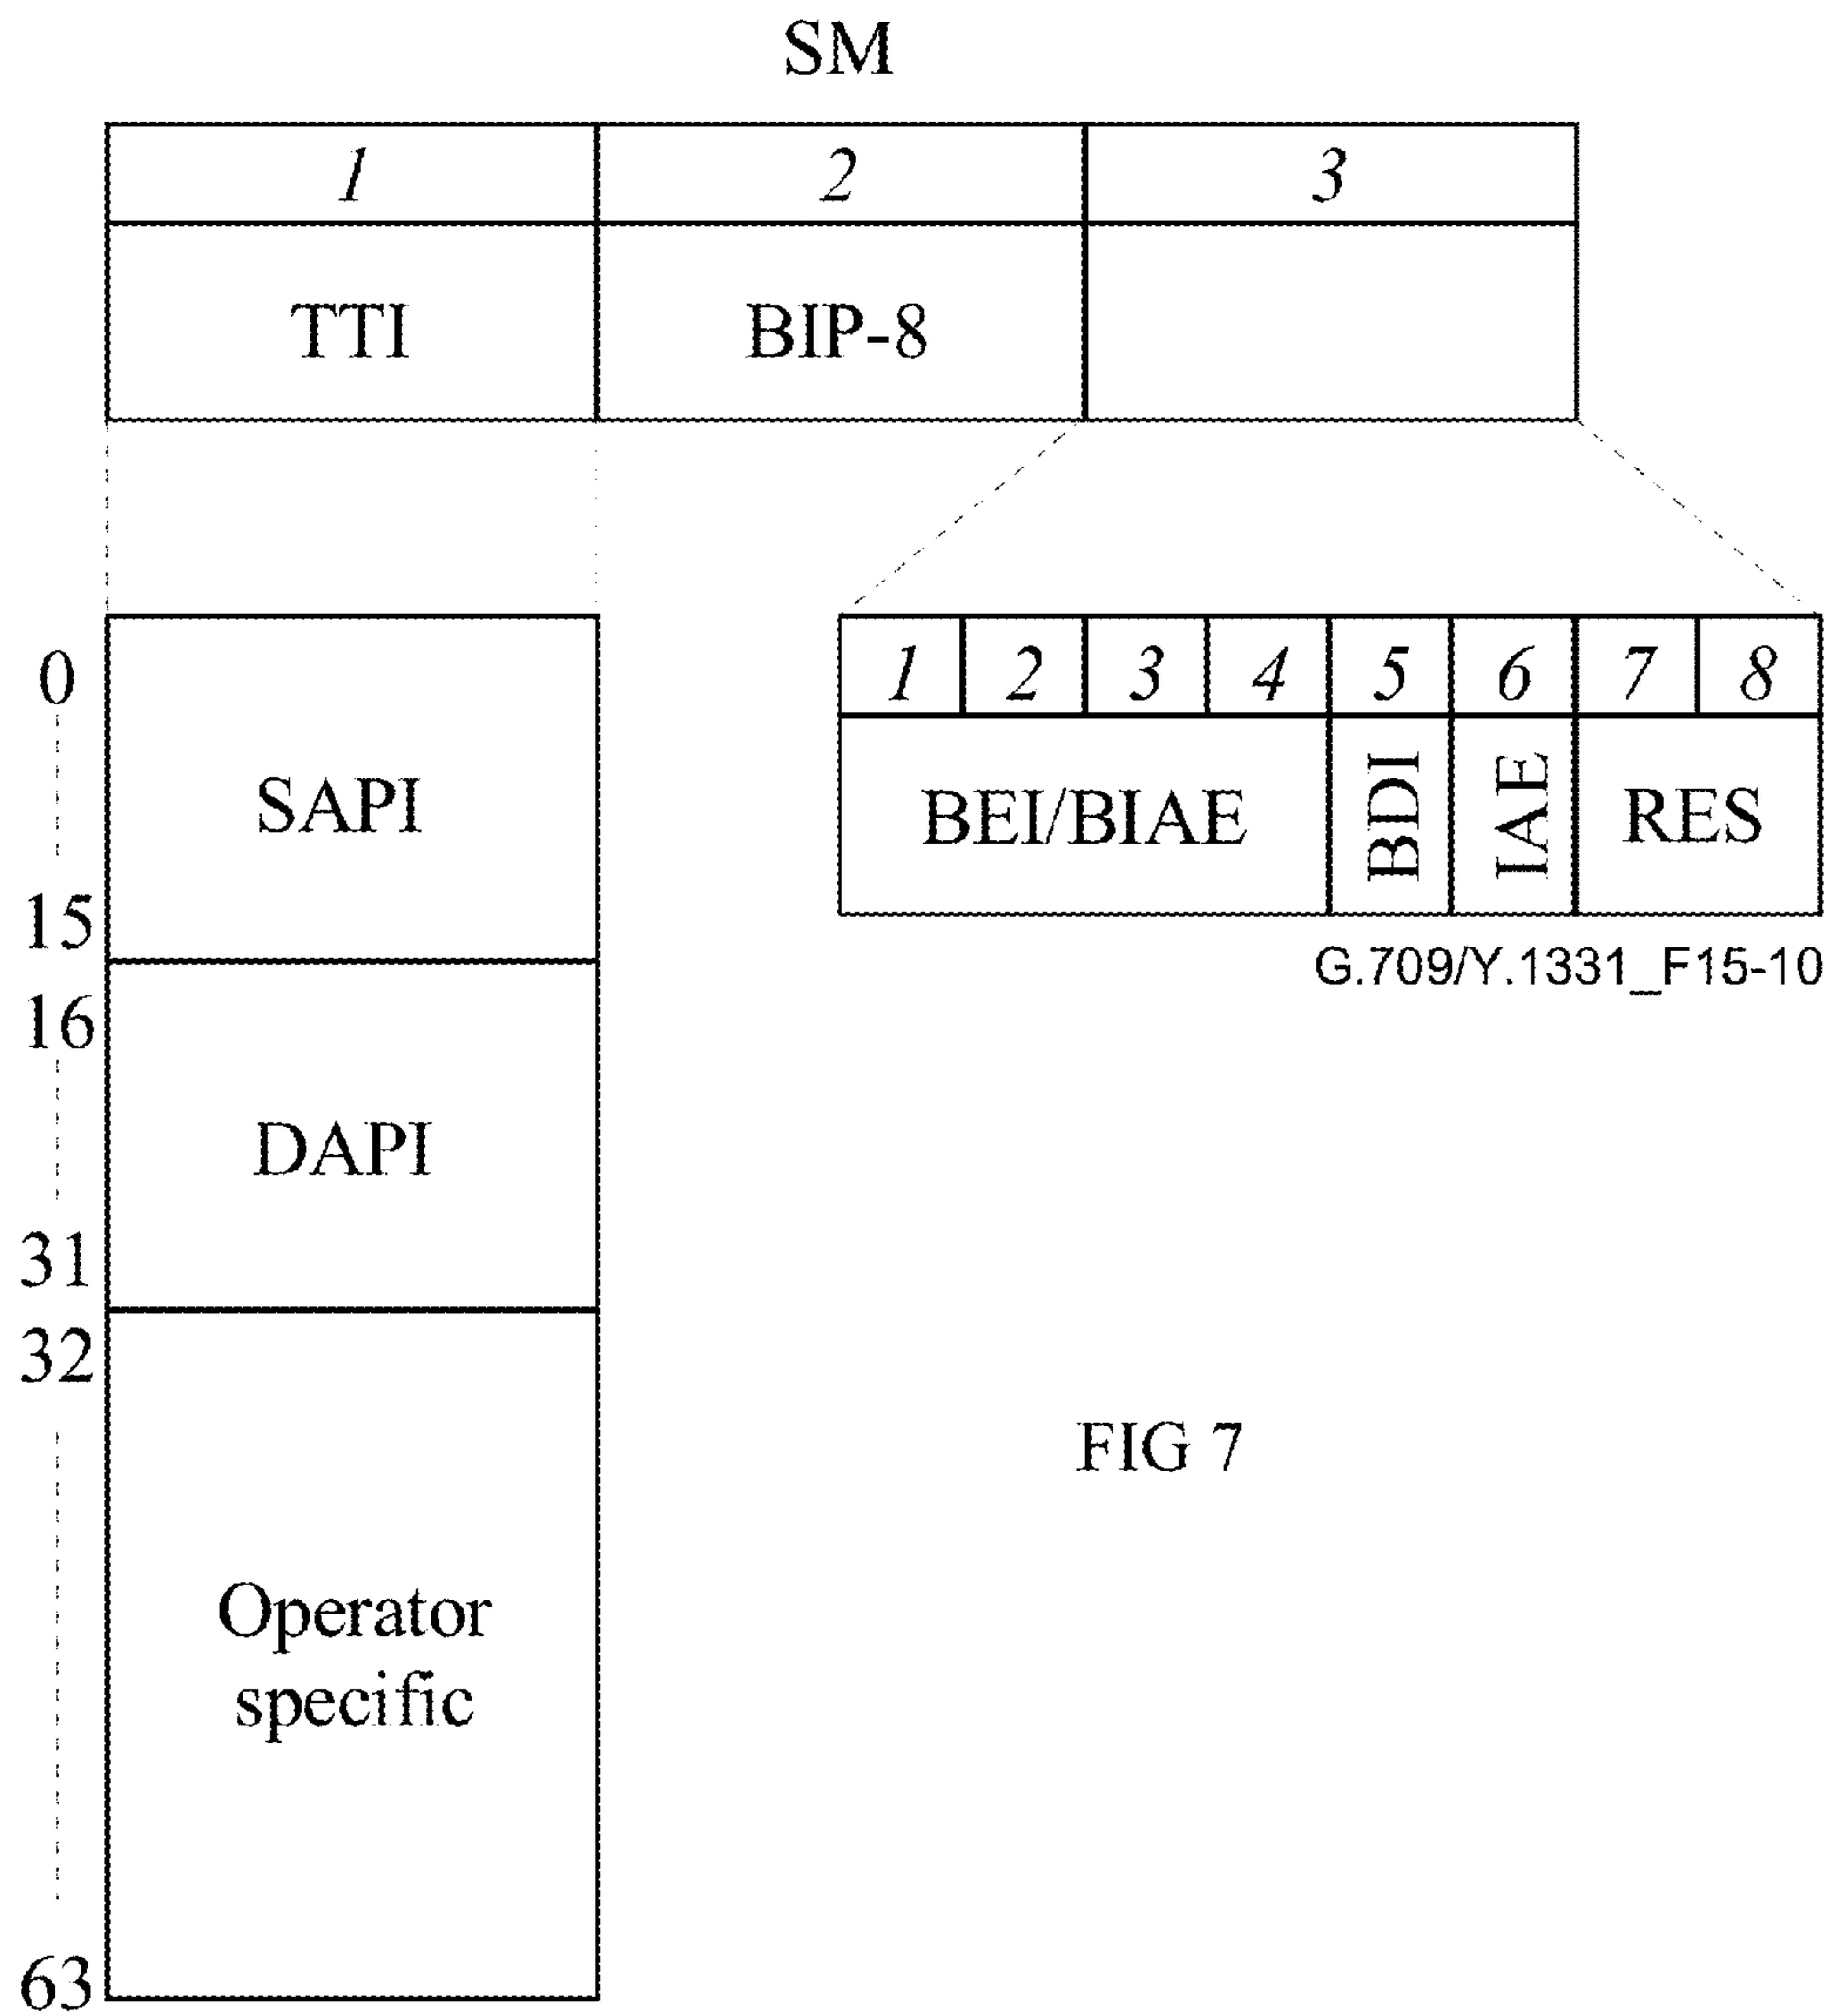 SM
1 2 3
TTI BIP-8
0
SAPI
15
16
DAPI
31
32
Operator
specific
63
1 2 3 4 5 6 7 8
BEI/BIAE BDI IAE RES
G.709/Y.1331_F15-10
FIG 7